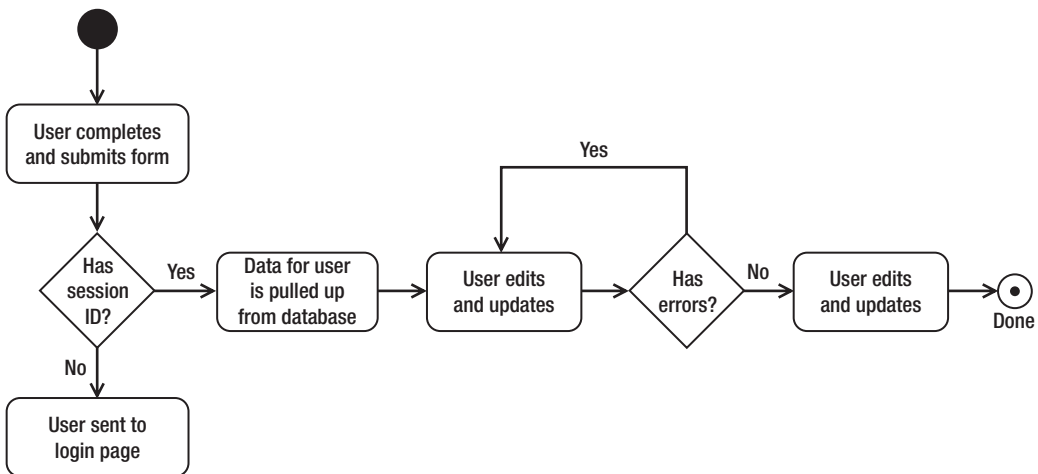 User completes
and submits form
Has
session
ID?
Yes
Data for user
is pulled up
from database
User edits
and updates
Yes
Has
errors?
No
User edits
and updates
Done
No
User sent to
login page